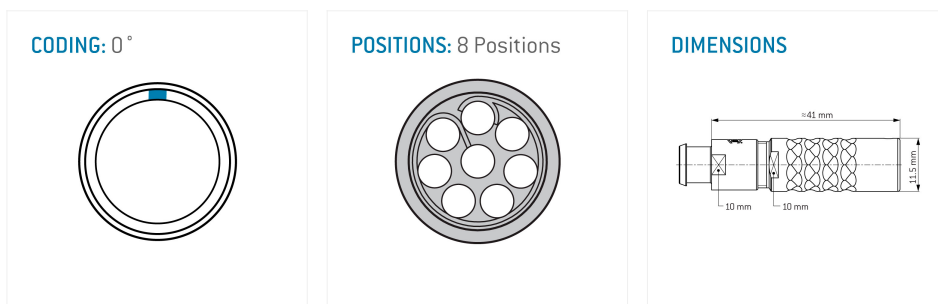 CODING: 0°
POSITIONS: 8 Positions
DIMENSIONS
≈41 mm
11.5 mm
10 mm
10 mm